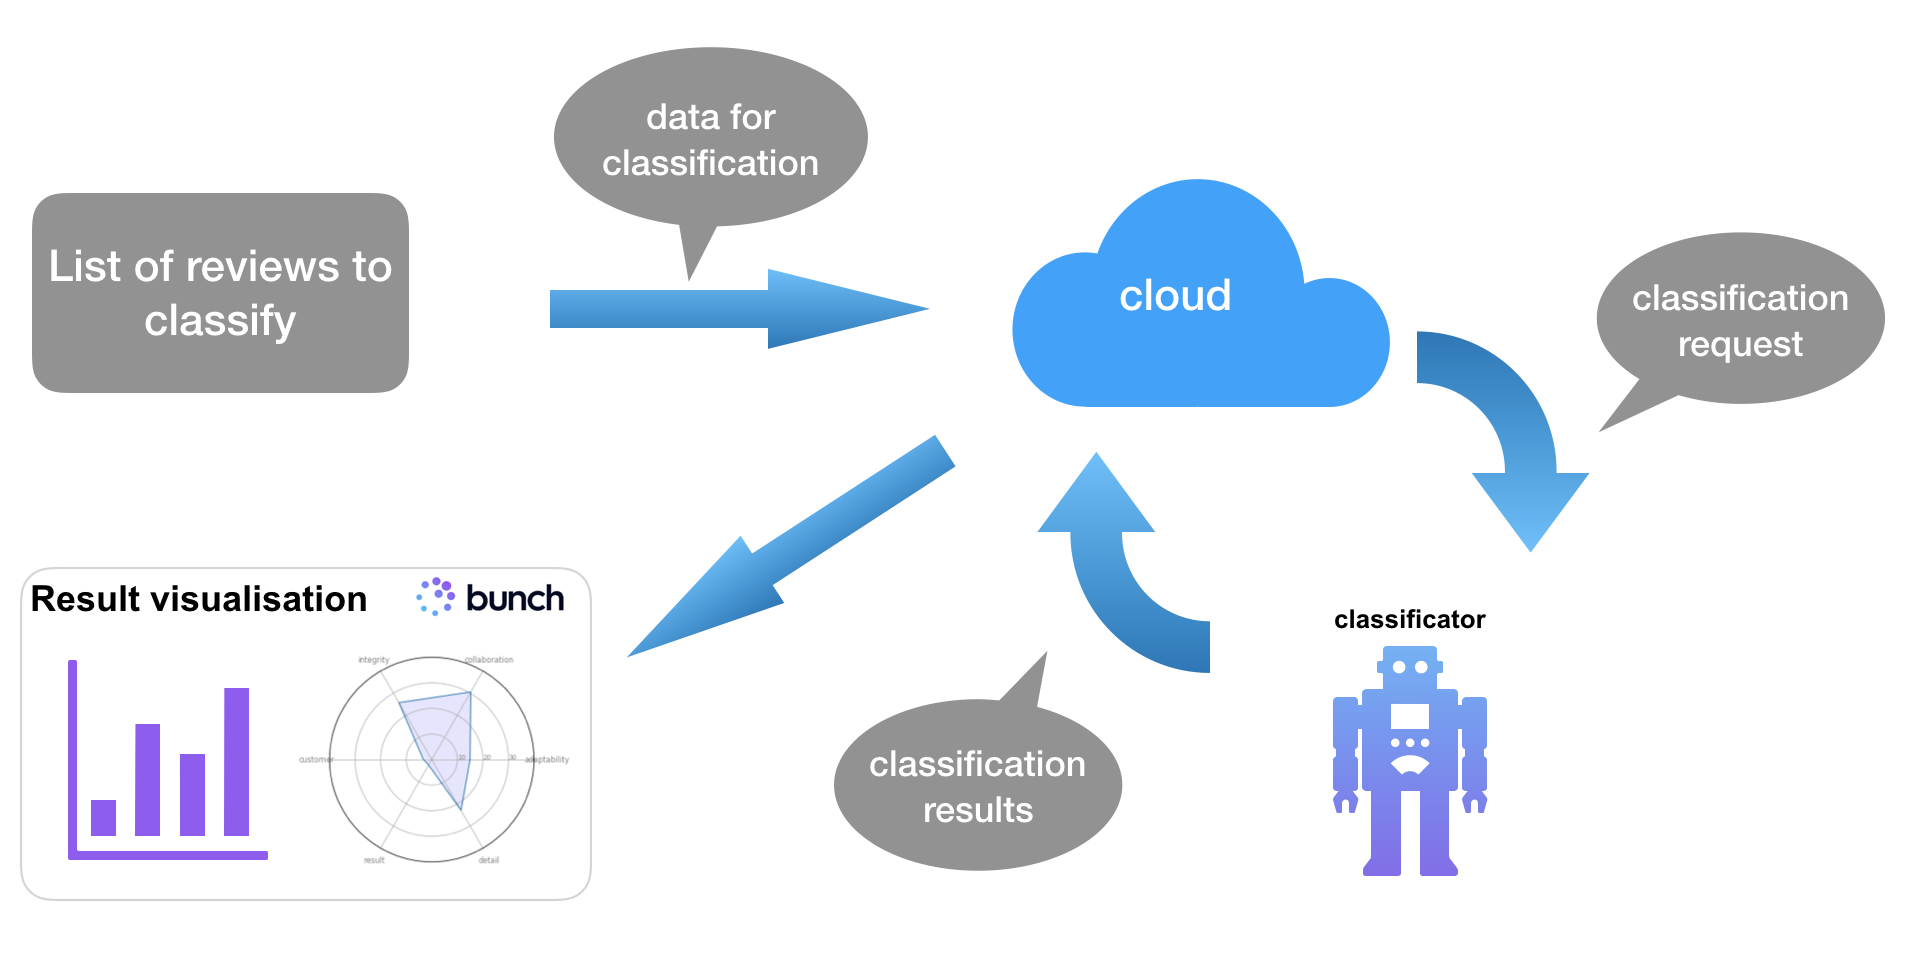 data for
classification
List of reviews to
classify
cloud
classification
request
Result visualisation
bunch
integrity
collaboration
customer
10
20
30
adaptability
result
detail
classification
results
classificator